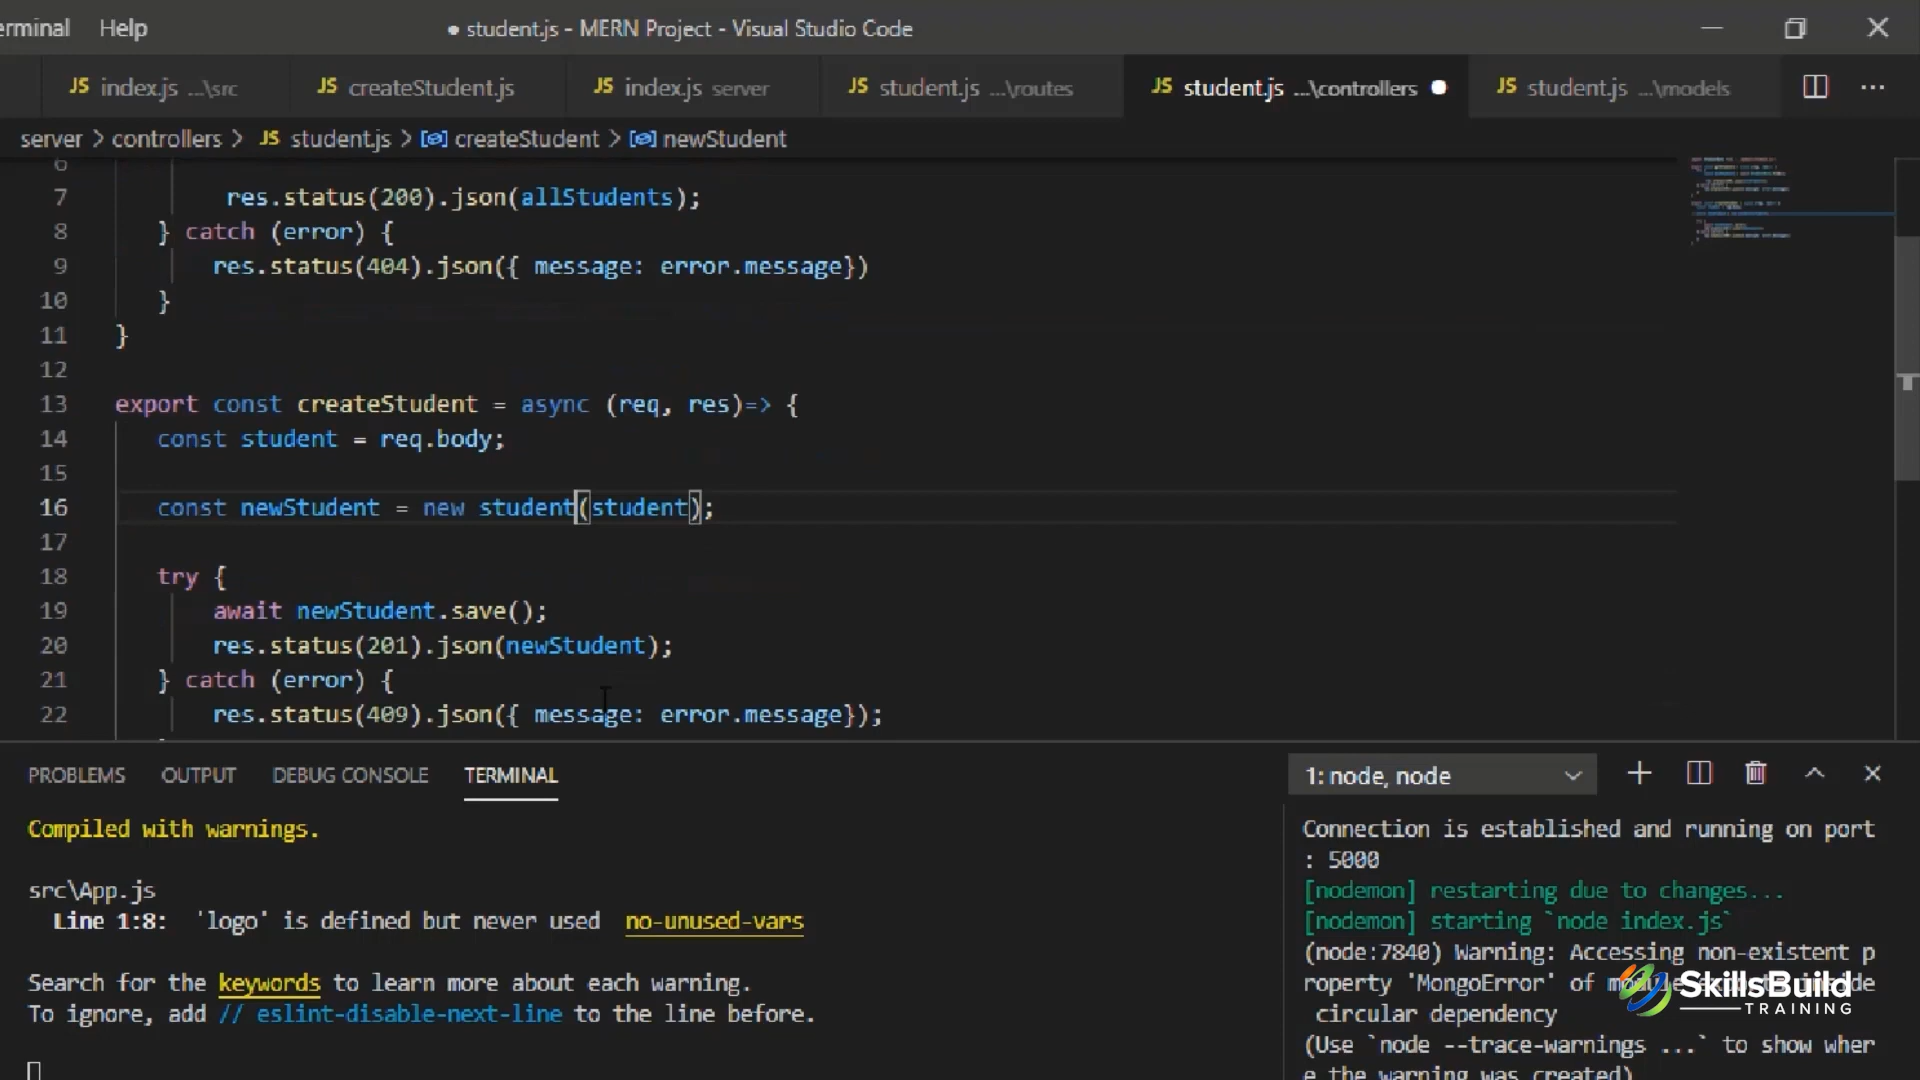 erminal Help ● student.js - MERN Project - Visual Studio Code
JS index.js ...\src JS createStudent.js JS index.js server JS student.js ...\routes JS student.js ...\controllers JS student.js ...\models ...
server > controllers > JS student.js > createStudent > newStudent
6
7 res.status(200).json(allStudents);
8 } catch (error) {
9 res.status(404).json({ message: error.message})
10 }
11 }
12
13 export const createStudent = async (req, res)=> {
14 const student = req.body;
15
16 const newStudent = new student(student);
17
18 try {
19 await newStudent.save();
20 res.status(201).json(newStudent);
21 } catch (error) {
22 res.status(409).json({ message: error.message});
PROBLEMS OUTPUT DEBUG CONSOLE TERMINAL 1: node, node
Compiled with warnings.
src\App.js
Line 1:8: 'logo' is defined but never used no-unused-vars
Search for the keywords to learn more about each warning.
To ignore, add // eslint-disable-next-line to the line before.
Connection is established and running on port
: 5000
[nodemon] restarting due to changes...
[nodemon] starting `node index.js`
(node:7840) Warning: Accessing non-existent p
roperty 'MongoError' of module exports inside
circular dependency
(Use `node --trace-warnings ...` to show wher
e the warning was created)
SkillsBuild
TRAINING